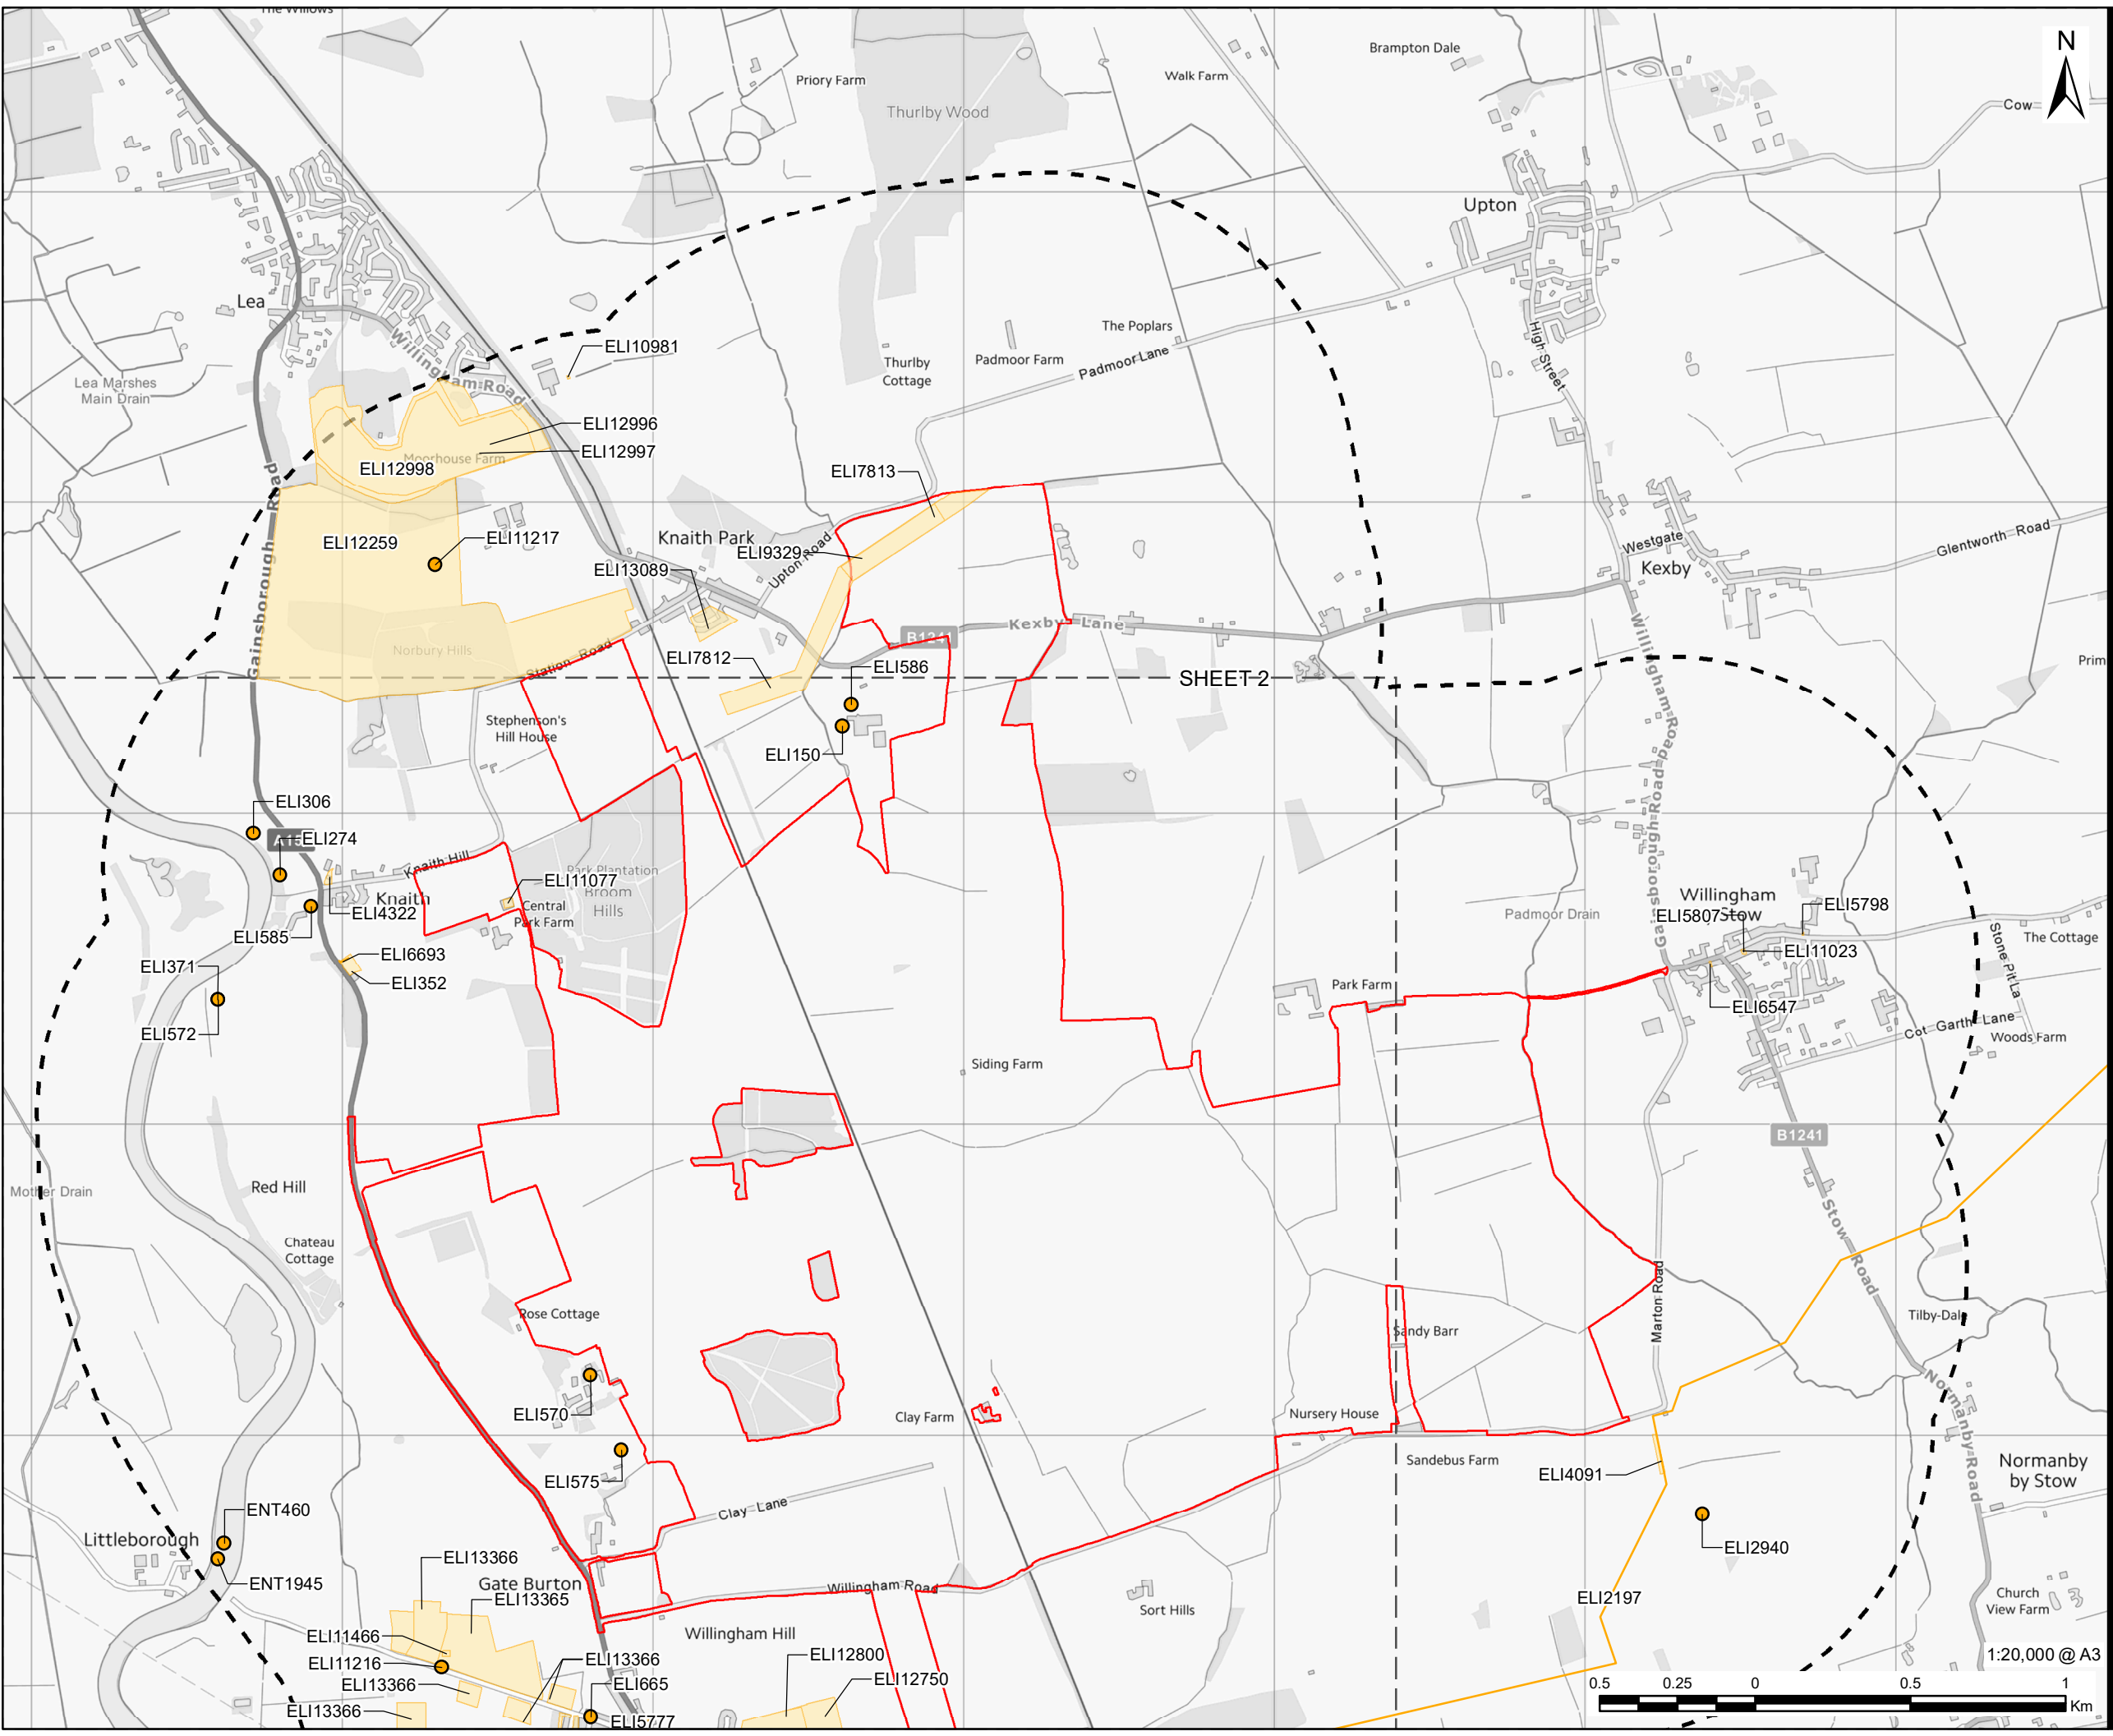 The Willows
Brampton Dale
N
Priory Farm
Walk Farm
Cow
Thurlby Wood
Upton
Lea
The Poplars
ELI10981
Thurlby
Cottage
Padmoor Farm
Padmoor Lane
Willingham Road
High Street
Lea Marshes
Main Drain
ELI12996
ELI12997
Moorhouse Farm
ELI12998
ELI7813
Gainsborough Road
ELI12259
ELI11217
Knaith Park
ELI9329
Upton Road
ELI13089
Westgate
Kexby
Glentworth Road
B1241
Kexby Lane
Norbury Hills
Station Road
ELI7812
ELI586
SHEET 2
Prim
Willingham Road
Stephenson's
Hill House
ELI150
Gainsborough Road
ELI306
A15
ELI274
Knaith Hill
Park Plantation
Broom
Hills
ELI11077
Knaith
ELI4322
Central
Park Farm
ELI585
Padmoor Drain
Willingham
Stow
ELI5807
ELI5798
ELI11023
The Cottage
Stone Pit La
ELI6693
ELI371
ELI352
ELI572
Park Farm
ELI6547
Cot Garth Lane
Woods Farm
Siding Farm
B1241
Mother Drain
Red Hill
Stow Road
Chateau
Cottage
Rose Cottage
Marton Road
Sandy Barr
Tilby Dale
ELI570
Clay Farm
Nursery House
Normanby Road
Sandebus Farm
ELI4091
Normanby
by Stow
ELI575
Clay Lane
ENT460
Littleborough
ELI2940
ELI13366
Gate Burton
ELI13365
ENT1945
Willingham Road
ELI2197
Church
View Farm
Sort Hills
ELI11466
Willingham Hill
ELI11216
ELI13366
ELI12800
1:20,000 @ A3
ELI13366
ELI665
ELI12750
0.5 0.25 0 0.5 1
Km
ELI13366
ELI5777